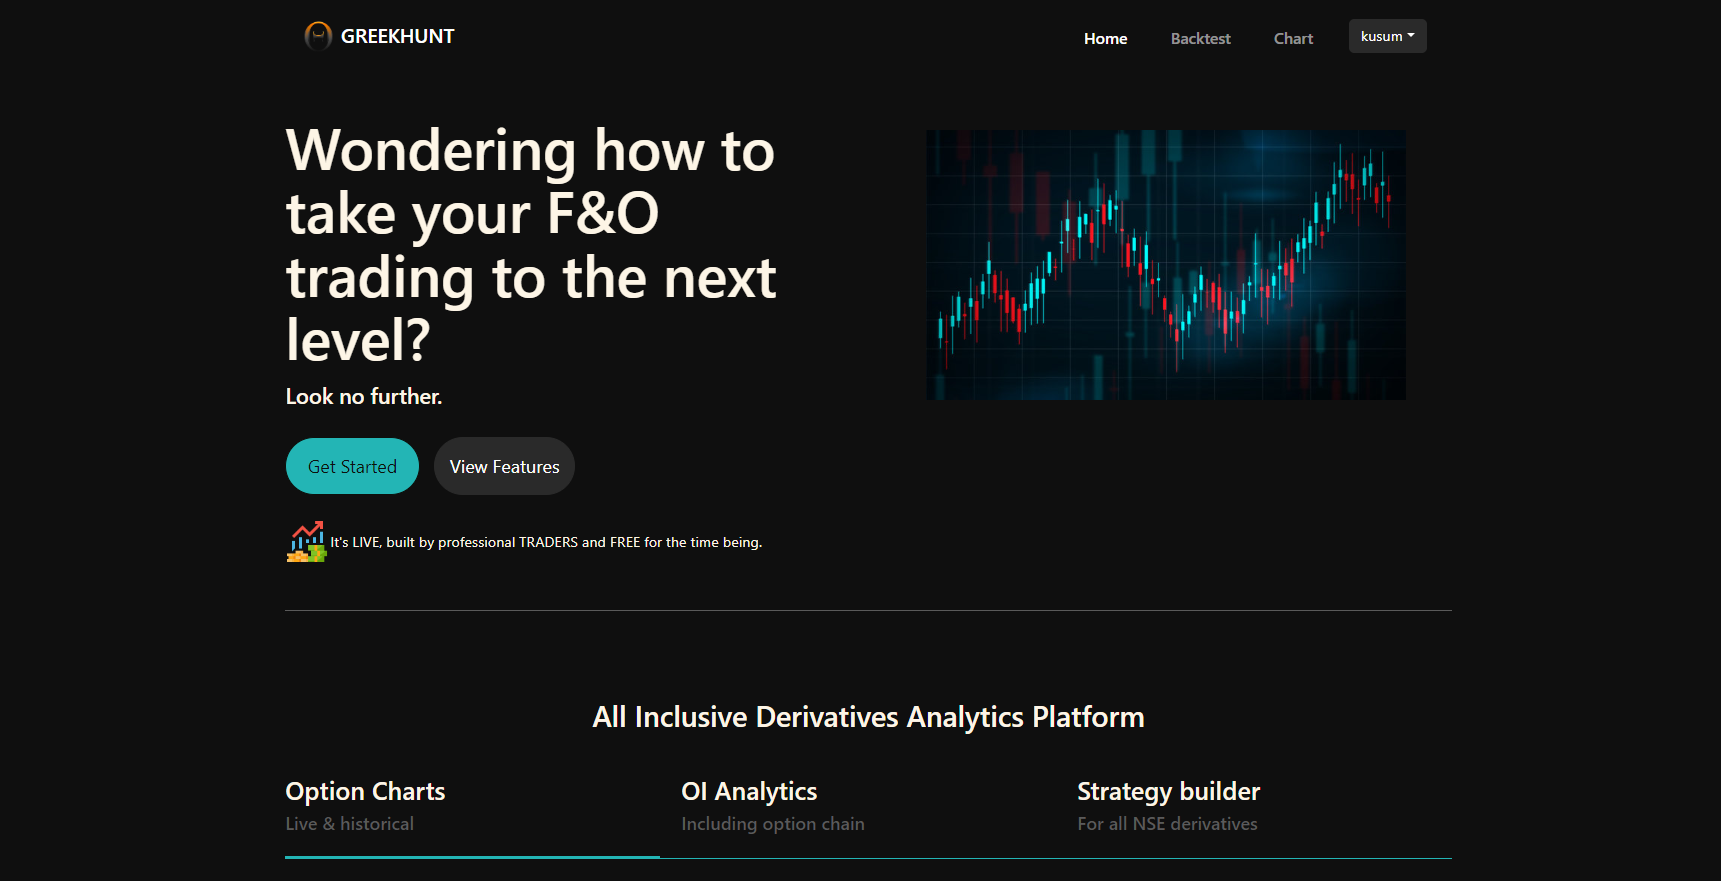 GREEKHUNT
Home Backtest Chart kusum
Wondering how to
take your F&O
trading to the next
level?
Look no further.
Get Started View Features
It's LIVE, built by professional TRADERS and FREE for the time being.
All Inclusive Derivatives Analytics Platform
Option Charts
Live & historical
OI Analytics
Including option chain
Strategy builder
For all NSE derivatives